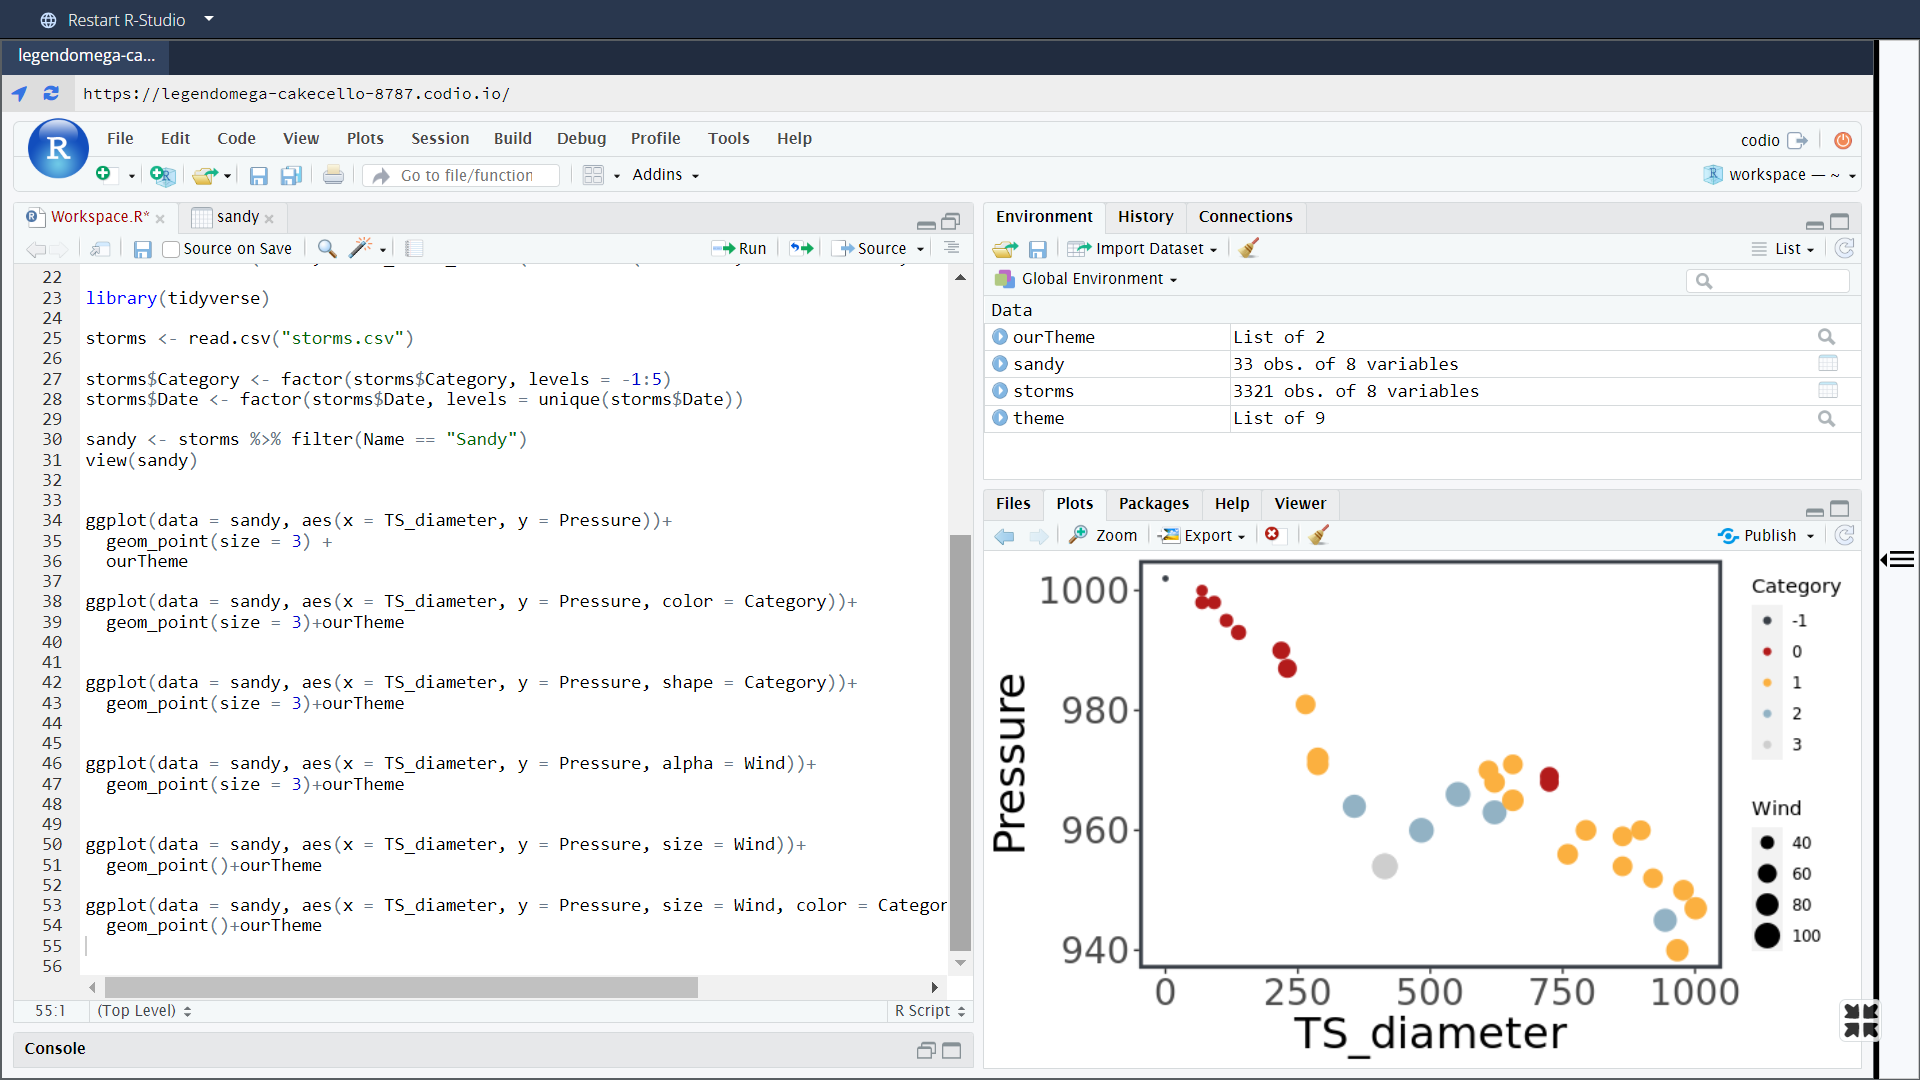 Restart R-Studio
legendomega-ca...
https://legendomega-cakecello-8787.codio.io/
R
File Edit Code View Plots Session Build Debug Profile Tools Help
codio
Go to file/function
Addins
workspace — ~
Workspace.R*
sandy
Source on Save
Run
Source
22
23 library(tidyverse)
24
25 storms <- read.csv("storms.csv")
26
27 storms$Category <- factor(storms$Category, levels = -1:5)
28 storms$Date <- factor(storms$Date, levels = unique(storms$Date))
29
30 sandy <- storms %>% filter(Name == "Sandy")
31 view(sandy)
32
33
34 ggplot(data = sandy, aes(x = TS_diameter, y = Pressure))+
35   geom_point(size = 3) +
36   ourTheme
37
38 ggplot(data = sandy, aes(x = TS_diameter, y = Pressure, color = Category))+
39   geom_point(size = 3)+ourTheme
40
41
42 ggplot(data = sandy, aes(x = TS_diameter, y = Pressure, shape = Category))+
43   geom_point(size = 3)+ourTheme
44
45
46 ggplot(data = sandy, aes(x = TS_diameter, y = Pressure, alpha = Wind))+
47   geom_point(size = 3)+ourTheme
48
49
50 ggplot(data = sandy, aes(x = TS_diameter, y = Pressure, size = Wind))+
51   geom_point()+ourTheme
52
53 ggplot(data = sandy, aes(x = TS_diameter, y = Pressure, size = Wind, color = Categor
54   geom_point()+ourTheme
55
56
55:1 (Top Level)
R Script
Console
Environment History Connections
Import Dataset
List
Global Environment
Data
ourTheme List of 2
sandy 33 obs. of 8 variables
storms 3321 obs. of 8 variables
theme List of 9
Files Plots Packages Help Viewer
Zoom Export Publish
Pressure
1000
980
960
940
0 250 500 750 1000
TS_diameter
Category
-1
0
1
2
3
Wind
40
60
80
100